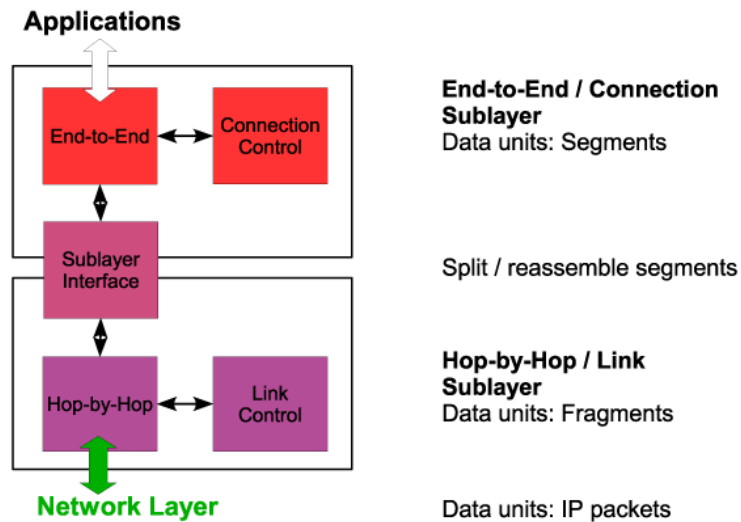 Applications
End-to-End
Connection
Control
End-to-End / Connection
Sublayer
Data units: Segments
Sublayer
Interface
Split / reassemble segments
Hop-by-Hop
Link
Control
Hop-by-Hop / Link
Sublayer
Data units: Fragments
Network Layer
Data units: IP packets